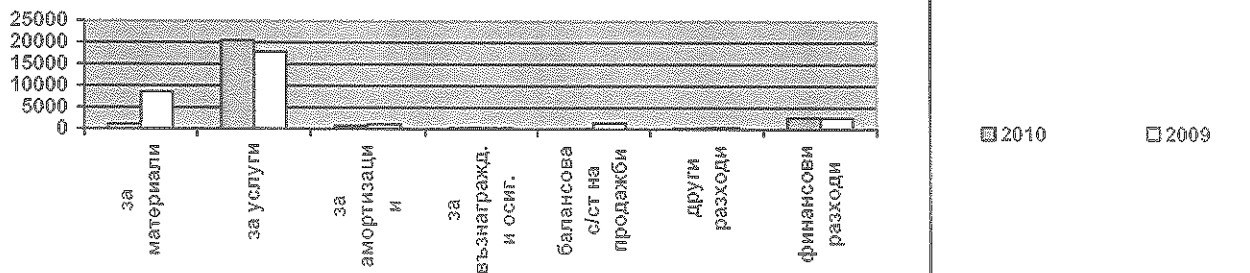 25000
20000
15000
10000
5000
0
за
материали
за услуги
за
амортизаци
и
за
възнагражд.
и осиг.
балансова
с/ст на
продажби
други
разходи
финансови
разходи
2010 2009